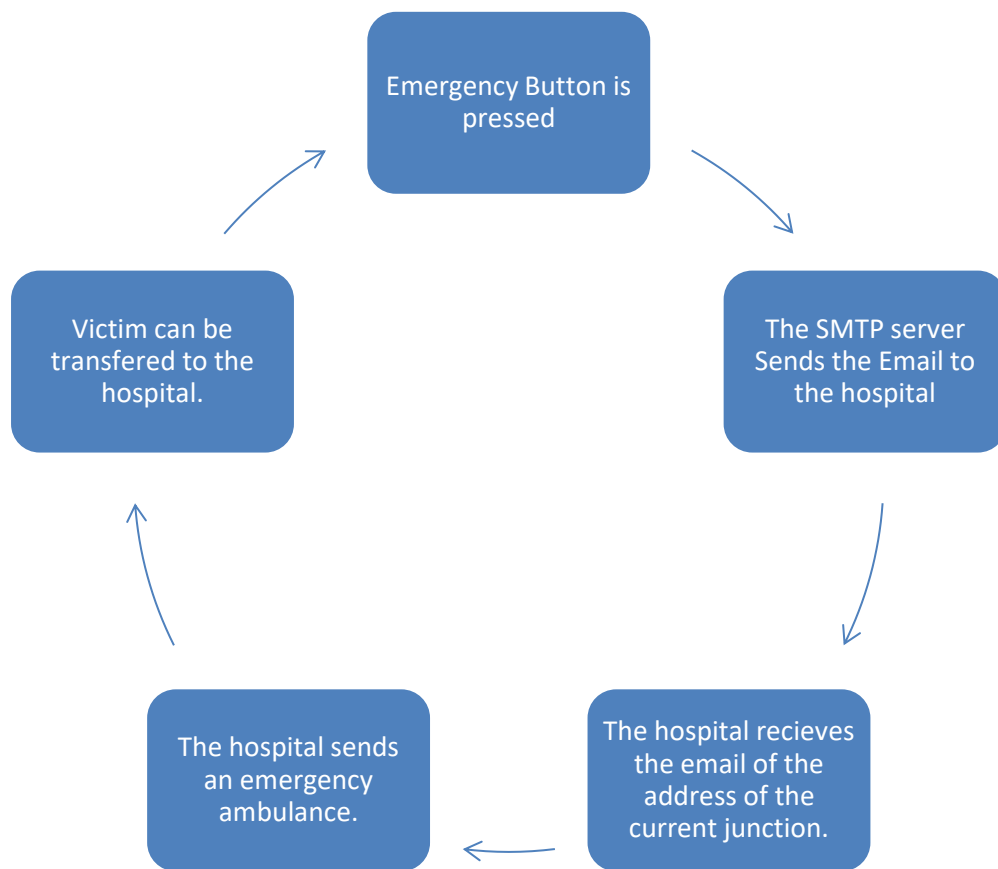 Emergency Button is
pressed
The SMTP server
Sends the Email to
the hospital
The hospital recieves
the email of the
address of the
current junction.
The hospital sends
an emergency
ambulance.
Victim can be
transfered to the
hospital.